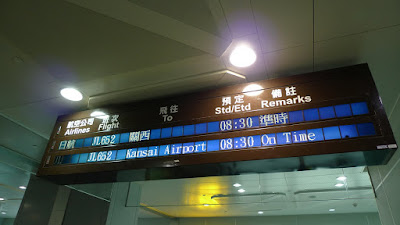 航空公司 班次 飛往 預定 備註
Airlines Flight To Std/Etd Remarks
日航 JL652 關西 08:30 準時
JL652 Kansai Airport 08:30 On Time